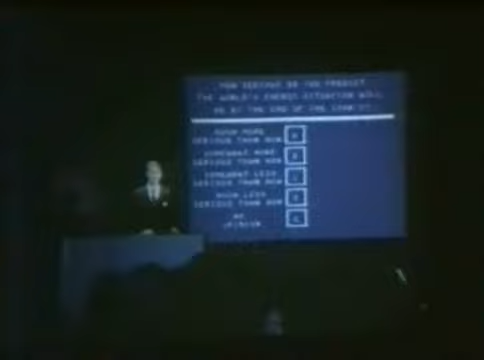 HOW SERIOUS DO YOU PREDICT
THE WORLD'S ENERGY SITUATION WILL
BE BY THE END OF THE
MUCH MORE
SERIOUS THAN NOW
SOMEWHAT MORE
SERIOUS THAN NOW
SOMEWHAT LESS
SERIOUS THAN NOW
MUCH LESS
SERIOUS THAN NOW
NO
OPINION